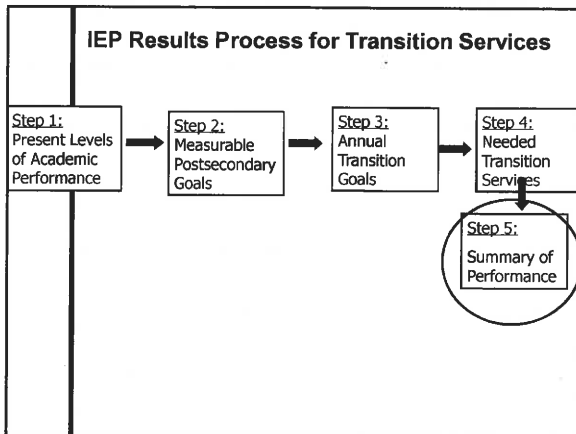 IEP Results Process for Transition Services
Step 1:
Present Levels
of Academic
Performance
Step 2:
Measurable
Postsecondary
Goals
Step 3:
Annual
Transition
Goals
Step 4:
Needed
Transition
Services
Step 5:
Summary of
Performance